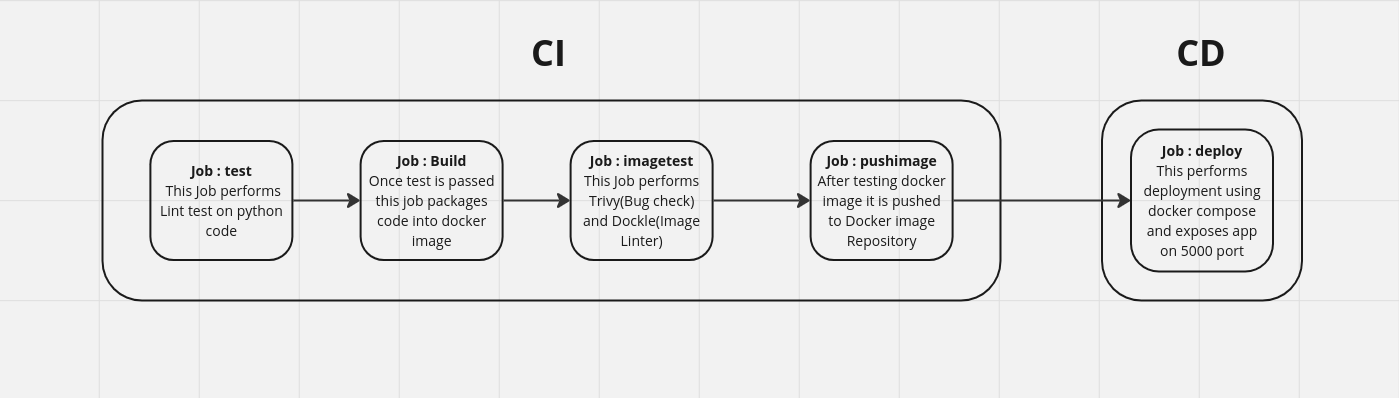 CI
CD
Job : test
This Job performs
Lint test on python
code
Job : Build
Once test is passed
this job packages
code into docker
image
Job : imagetest
This Job performs
Trivy(Bug check)
and Dockle(Image
Linter)
Job : pushimage
After testing docker
image it is pushed
to Docker image
Repository
Job : deploy
This performs
deployment using
docker compose
and exposes app
on 5000 port